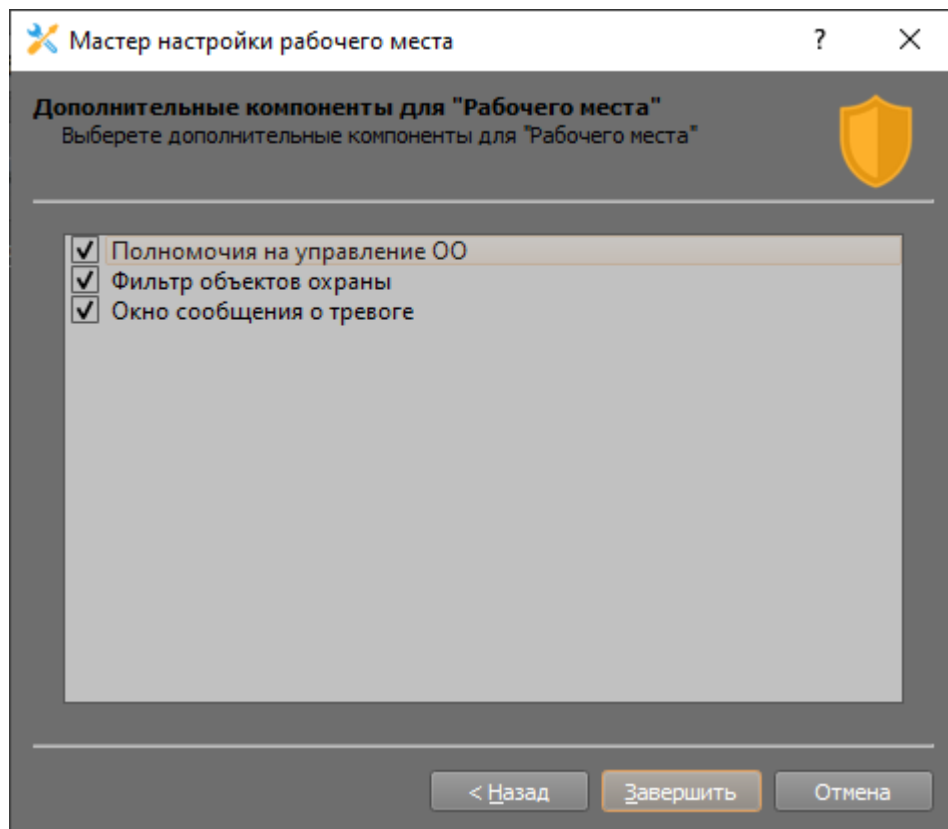 Мастер настройки рабочего места
?
Дополнительные компоненты для "Рабочего места"
Выберете дополнительные компоненты для "Рабочего места"
Полномочия на управление ОО
Фильтр объектов охраны
Окно сообщения о тревоге
< Назад
Завершить
Отмена